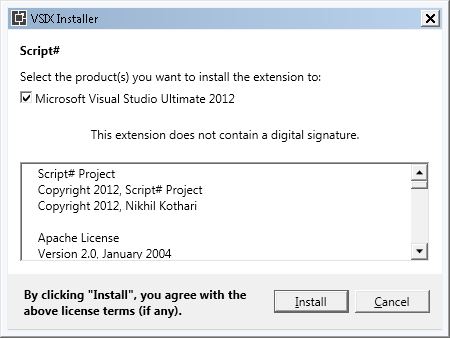 VSIX Installer
Script#
Select the product(s) you want to install the extension to:
Microsoft Visual Studio Ultimate 2012
This extension does not contain a digital signature.
Script# Project
Copyright 2012, Script# Project
Copyright 2012, Nikhil Kothari
Apache License
Version 2.0, January 2004
By clicking "Install", you agree with the
above license terms (if any).
Install
Cancel